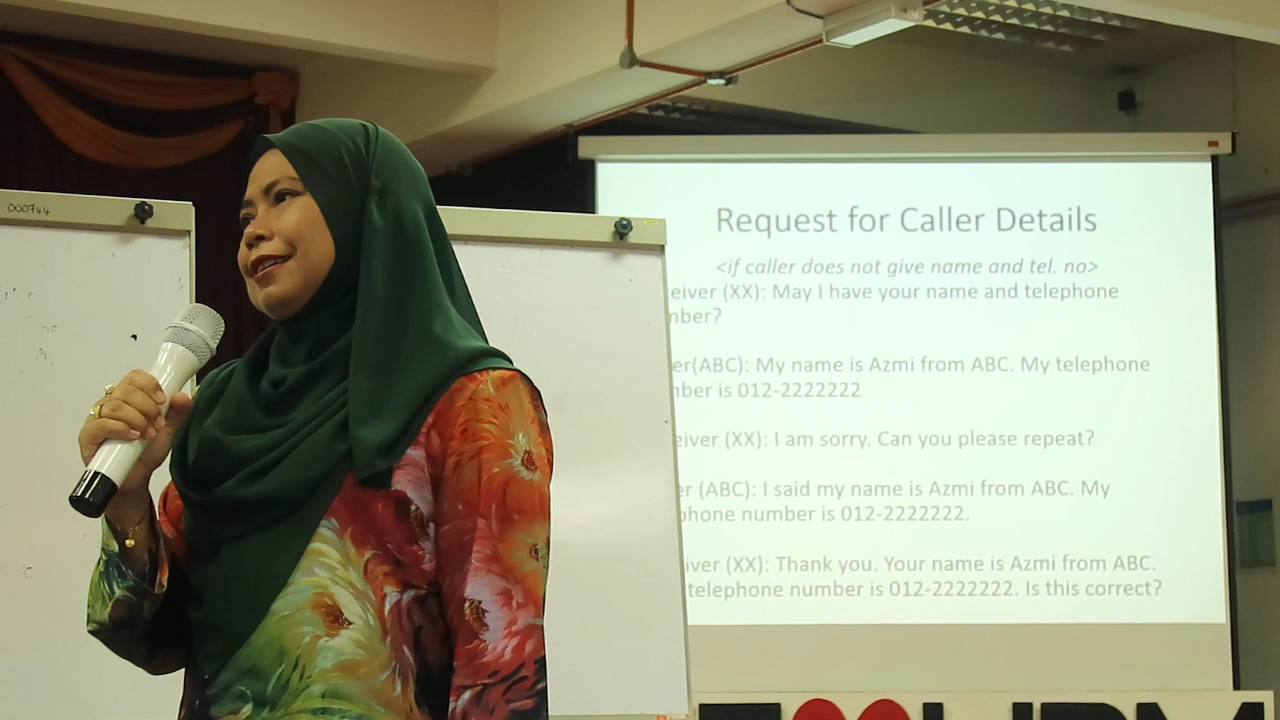 000744
Request for Caller Details
<if caller does not give name and tel. no>
eiver (XX): May I have your name and telephone
nber?
er(ABC): My name is Azmi from ABC. My telephone
ber is 012-2222222
eiver (XX): I am sorry. Can you please repeat?
er (ABC): I said my name is Azmi from ABC. My
phone number is 012-2222222.
iver (XX): Thank you. Your name is Azmi from ABC.
telephone number is 012-2222222. Is this correct?